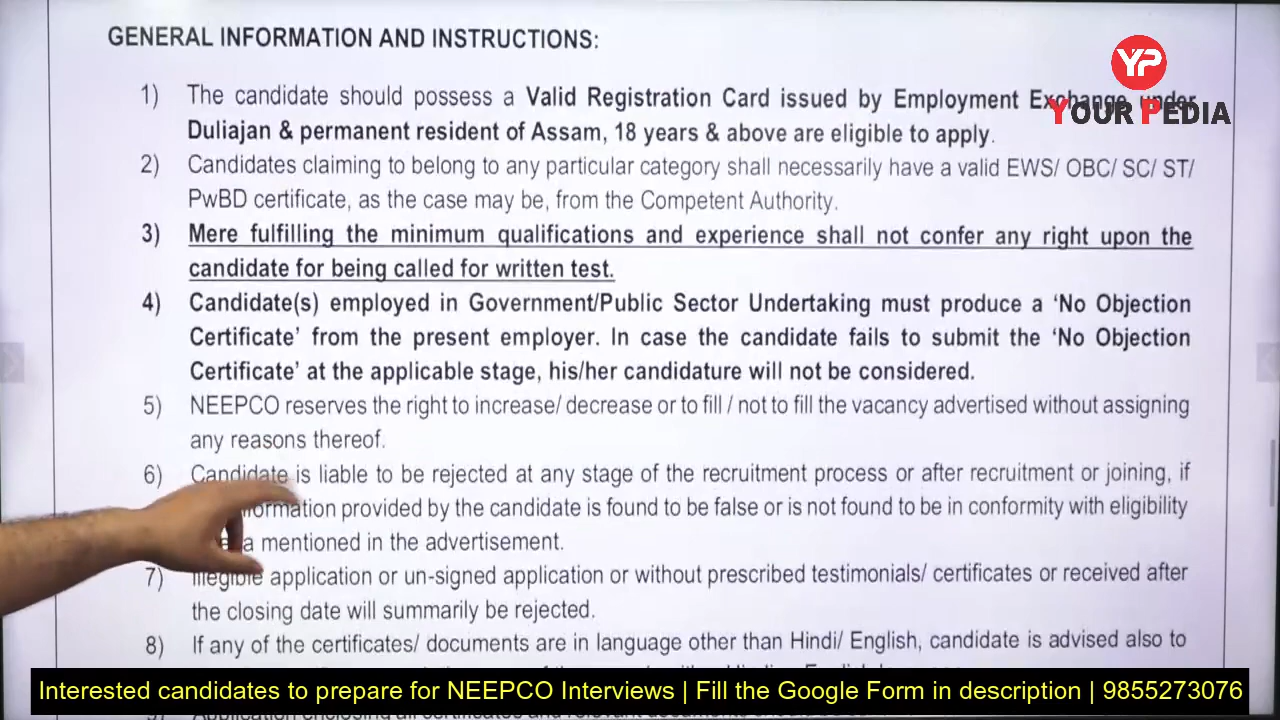 GENERAL INFORMATION AND INSTRUCTIONS:
YP
YOUR PEDIA
1) The candidate should possess a Valid Registration Card issued by Employment Exchange under
Duliajan & permanent resident of Assam, 18 years & above are eligible to apply.
2) Candidates claiming to belong to any particular category shall necessarily have a valid EWS/ OBC/ SC/ ST/
PwBD certificate, as the case may be, from the Competent Authority.
3) Mere fulfilling the minimum qualifications and experience shall not confer any right upon the
candidate for being called for written test.
4) Candidate(s) employed in Government/Public Sector Undertaking must produce a ‘No Objection
Certificate’ from the present employer. In case the candidate fails to submit the ‘No Objection
Certificate’ at the applicable stage, his/her candidature will not be considered.
5) NEEPCO reserves the right to increase/ decrease or to fill / not to fill the vacancy advertised without assigning
any reasons thereof.
6) Candidate is liable to be rejected at any stage of the recruitment process or after recruitment or joining, if
information provided by the candidate is found to be false or is not found to be in conformity with eligibility
mentioned in the advertisement.
7) Illegible application or un-signed application or without prescribed testimonials/ certificates or received after
the closing date will summarily be rejected.
8) If any of the certificates/ documents are in language other than Hindi/ English, candidate is advised also to
Interested candidates to prepare for NEEPCO Interviews | Fill the Google Form in description | 9855273076